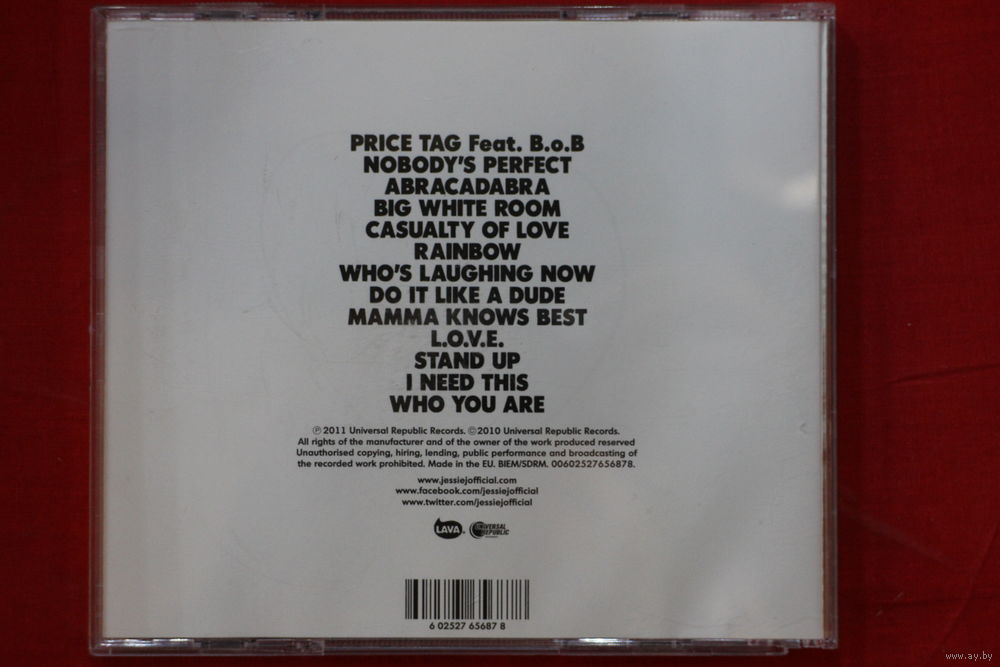 PRICE TAG Feat. B.o.B
NOBODY'S PERFECT
ABRACADABRA
BIG WHITE ROOM
CASUALTY OF LOVE
RAINBOW
WHO'S LAUGHING NOW
DO IT LIKE A DUDE
MAMMA KNOWS BEST
L.O.V.E.
STAND UP
I NEED THIS
WHO YOU ARE
℗ 2011 Universal Republic Records. ©2010 Universal Republic Records.
All rights of the manufacturer and of the owner of the work produced reserved
Unauthorised copying, hiring, lending, public performance and broadcasting of
the recorded work prohibited. Made in the EU. BIEM/SDRM. 00602527656878.
www.jessiejofficial.com
www.facebook.com/jessiejofficial
www.twitter.com/jessiejofficial
LAVA
UNIVERSAL
REPUBLIC
6 02527 65687 8
www.ay.by